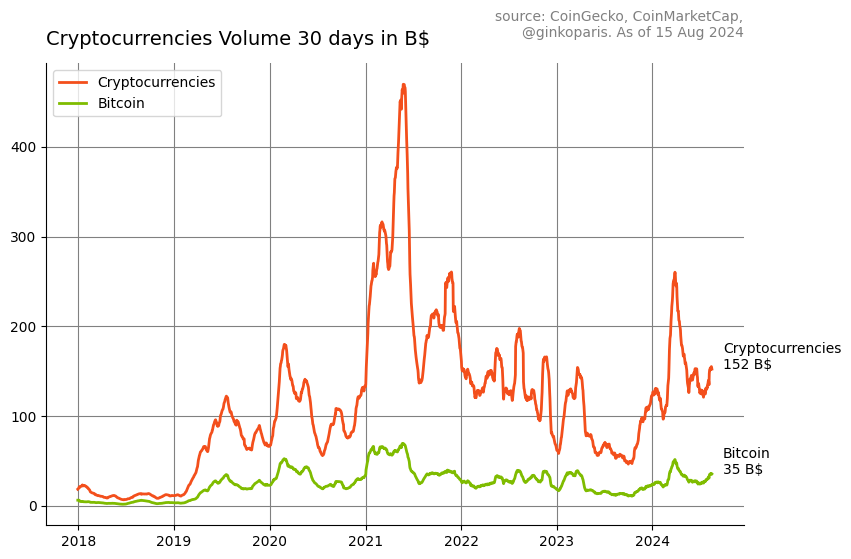 source: CoinGecko, CoinMarketCap,
@ginkoparis. As of 15 Aug 2024
Cryptocurrencies Volume 30 days in B$
Cryptocurrencies
Bitcoin
400
300
200
100
0
Cryptocurrencies
152 B$
Bitcoin
35 B$
2018 2019 2020 2021 2022 2023 2024